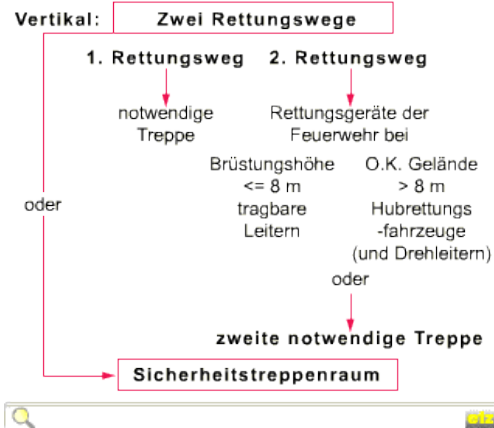 Vertikal: Zwei Rettungswege
1. Rettungsweg 2. Rettungsweg
notwendige
Treppe
Rettungsgeräte der
Feuerwehr bei
Brüstungshöhe
<= 8 m
tragbare
Leitern
O.K. Gelände
> 8 m
Hubrettungs
-fahrzeuge
(und Drehleitern)
oder
oder
zweite notwendige Treppe
Sicherheitstreppenraum